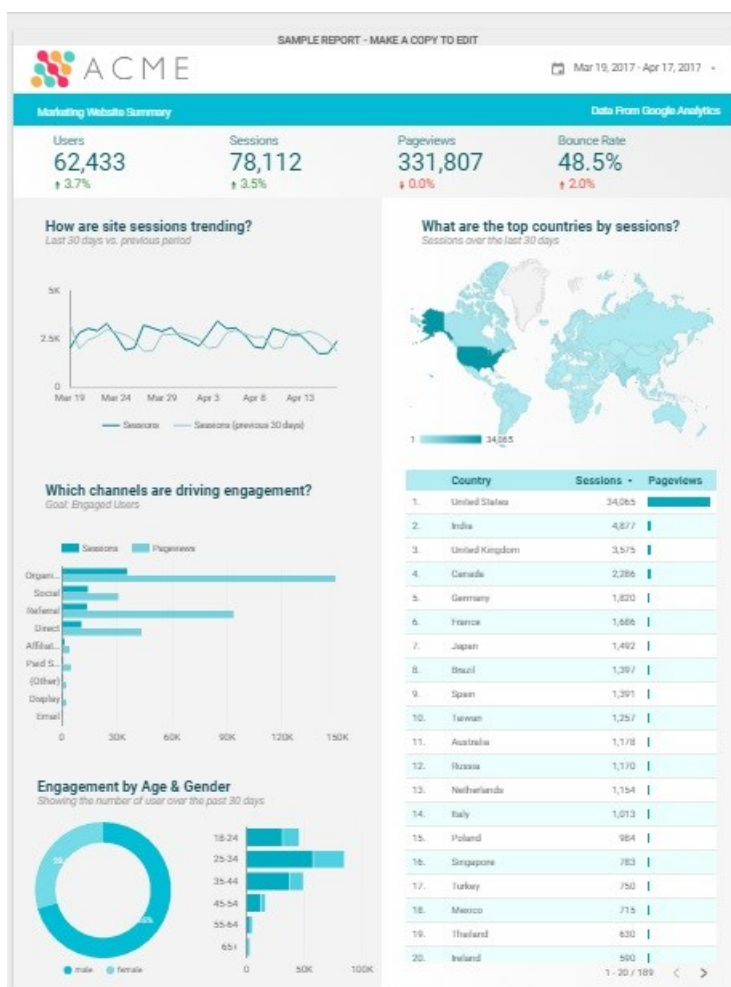 SAMPLE REPORT - MAKE A COPY TO EDIT
ACME
Mar 19, 2017 - Apr 17, 2017
Marketing Website Summary
Data From Google Analytics
Users
62,433
3.7%
Sessions
78,112
3.5%
Pageviews
331,807
0.0%
Bounce Rate
48.5%
2.0%
How are site sessions trending?
Last 30 days vs. previous period
5K
2.5K
0
Mar 19 Mar 24 Mar 29 Apr 3 Apr 8 Apr 13
Sessions Sessions (previous 30 days)
Which channels are driving engagement?
Goal: Engaged Users
Sessions Pageviews
Organi...
Social
Referral
Direct
Affiliat...
Paid S...
(Other)
Display
Email
0 30K 60K 90K 120K 150K
Engagement by Age & Gender
Showing the number of user over the past 30 days
male female
18-24
25-34
35-44
45-54
55-64
65+
0 50K 100K
What are the top countries by sessions?
Sessions over the last 30 days
1 34,065
Country Sessions Pageviews
1. United States 34,065
2. India 4,877
3. United Kingdom 3,575
4. Canada 2,286
5. Germany 1,820
6. France 1,686
7. Japan 1,492
8. Brazil 1,397
9. Spain 1,391
10. Taiwan 1,257
11. Australia 1,178
12. Russia 1,170
13. Netherlands 1,154
14. Italy 1,013
15. Poland 984
16. Singapore 783
17. Turkey 750
18. Mexico 715
19. Thailand 630
20. Ireland 590
1 - 20 / 189 < >